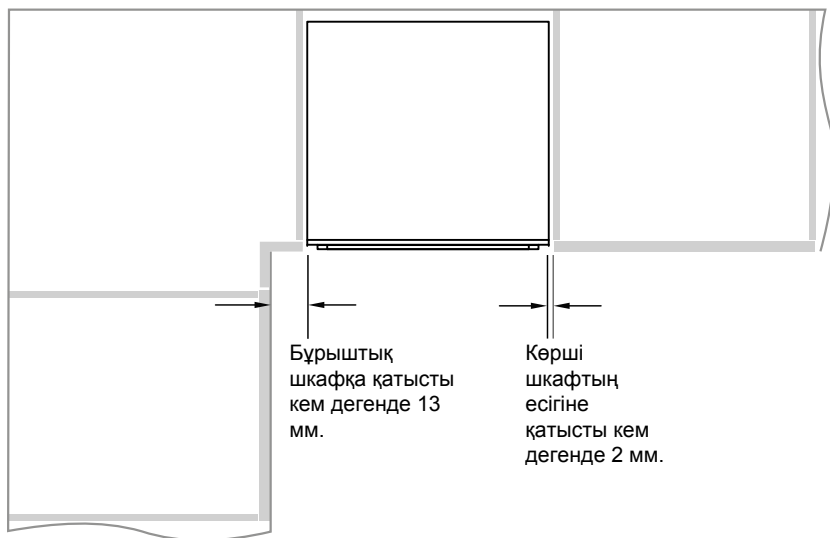 Бұрыштық
шкафқа қатысты
кем дегенде 13
мм.
Көрші
шкафтың
есігіне
қатысты кем
дегенде 2 мм.